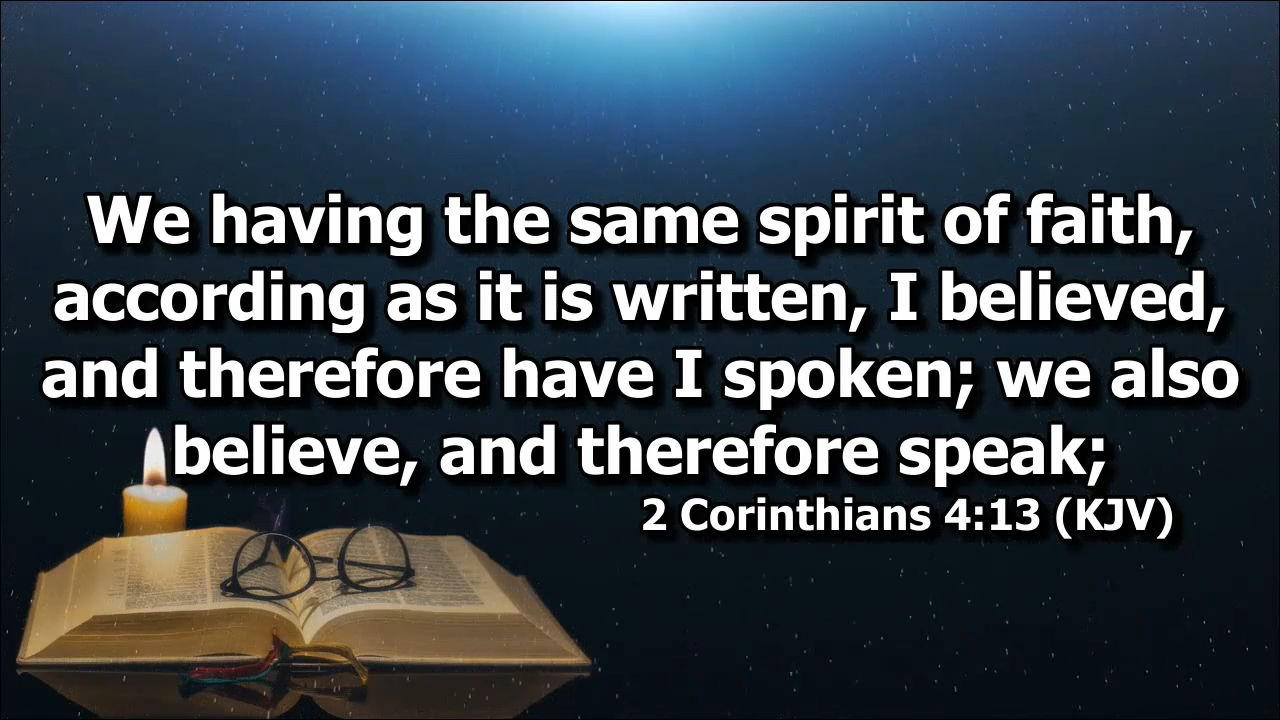 We having the same spirit of faith,
according as it is written, I believed,
and therefore have I spoken; we also
believe, and therefore speak;
2 Corinthians 4:13 (KJV)